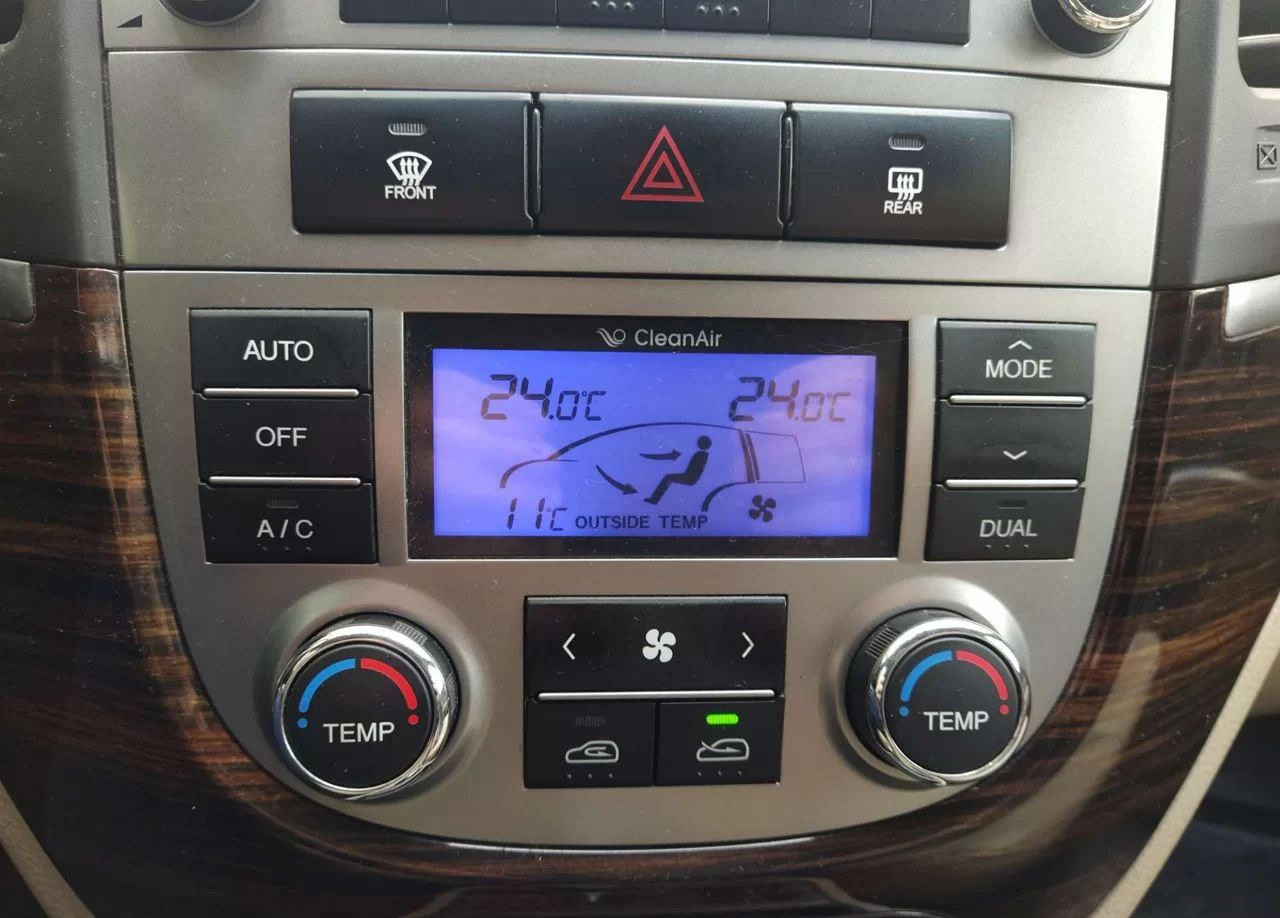 FRONT
REAR
CleanAir
AUTO
OFF
A/C
24.0°C 24.0°C
11°C OUTSIDE TEMP
MODE
DUAL
TEMP
TEMP